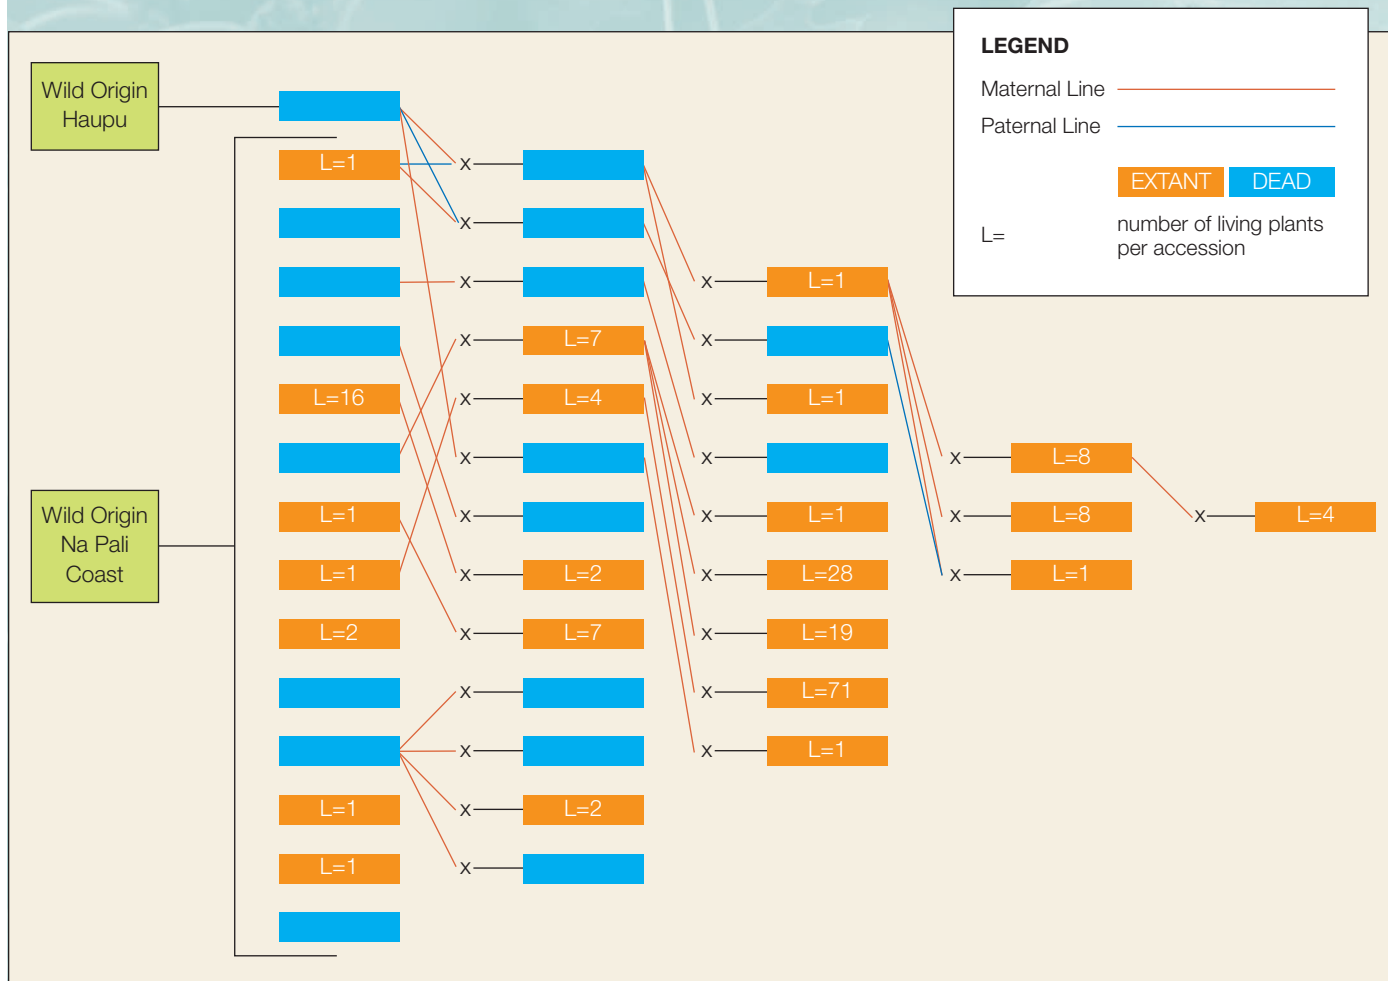 LEGEND
Maternal Line
Paternal Line
EXTANT DEAD
L= number of living plants
per accession
Wild Origin
Haupu
L=1 x
x
x x L=1
x L=7 x
L=16 x L=4 x L=1
x x x L=8
L=1 x x L=1 x L=8 x L=4
L=1 x L=2 x L=28 x L=1
L=2 x L=7 x L=19
x x L=71
x x L=1
L=1 x L=2
L=1 x
Wild Origin
Na Pali
Coast